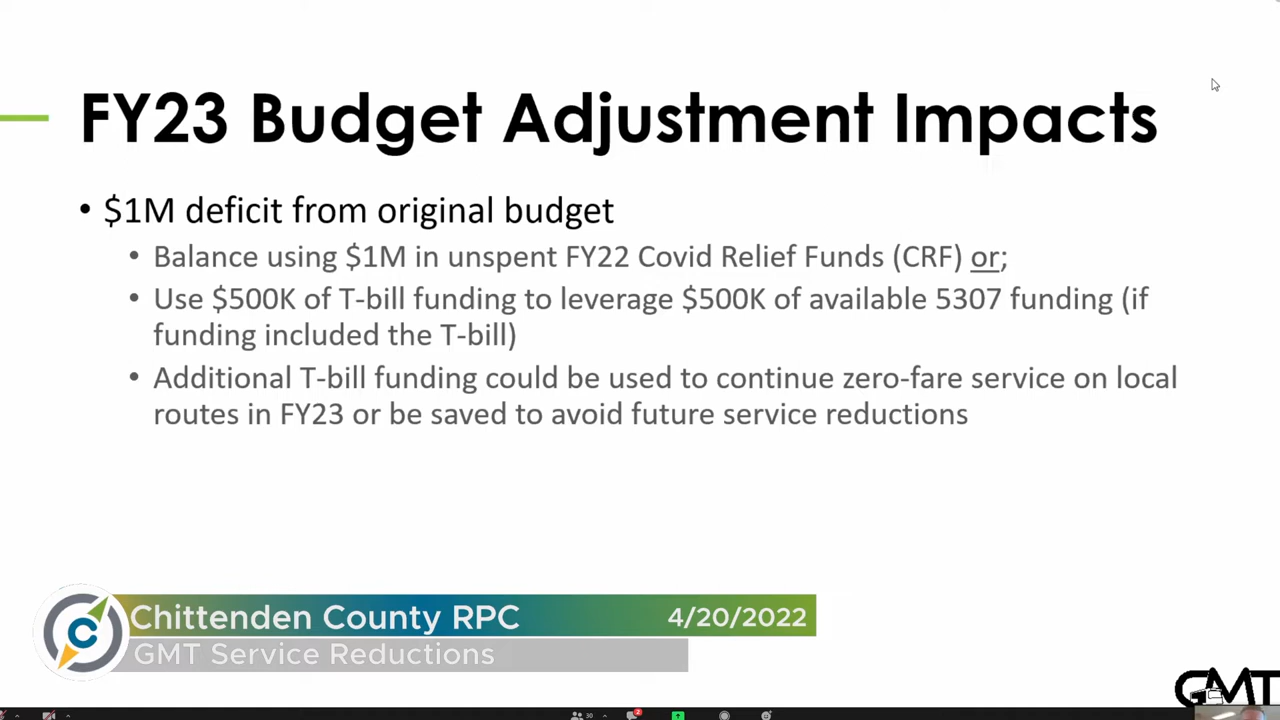 FY23 Budget Adjustment Impacts
• $1M deficit from original budget
• Balance using $1M in unspent FY22 Covid Relief Funds (CRF) or;
• Use $500K of T-bill funding to leverage $500K of available 5307 funding (if
funding included the T-bill)
• Additional T-bill funding could be used to continue zero-fare service on local
routes in FY23 or be saved to avoid future service reductions
C
Chittenden County RPC 4/20/2022
GMT Service Reductions
GMT
30 2